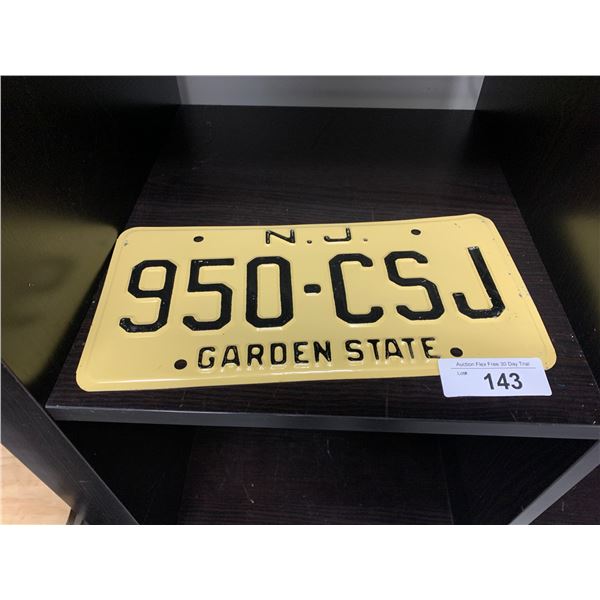 N.J.
950-CSJ
GARDEN STATE
Auction Flex Free 30 Day Trial
Lot# 143